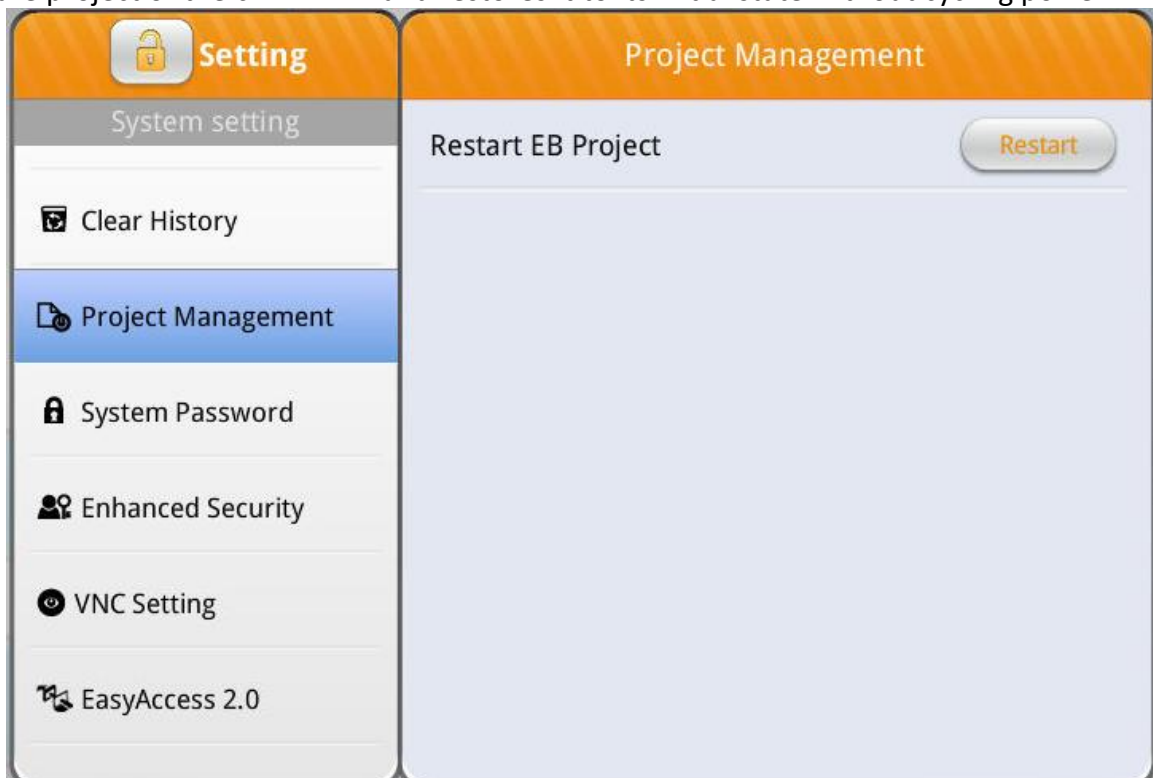 Setting
System setting
Clear History
Project Management
System Password
Enhanced Security
VNC Setting
EasyAccess 2.0
Project Management
Restart EB Project
Restart